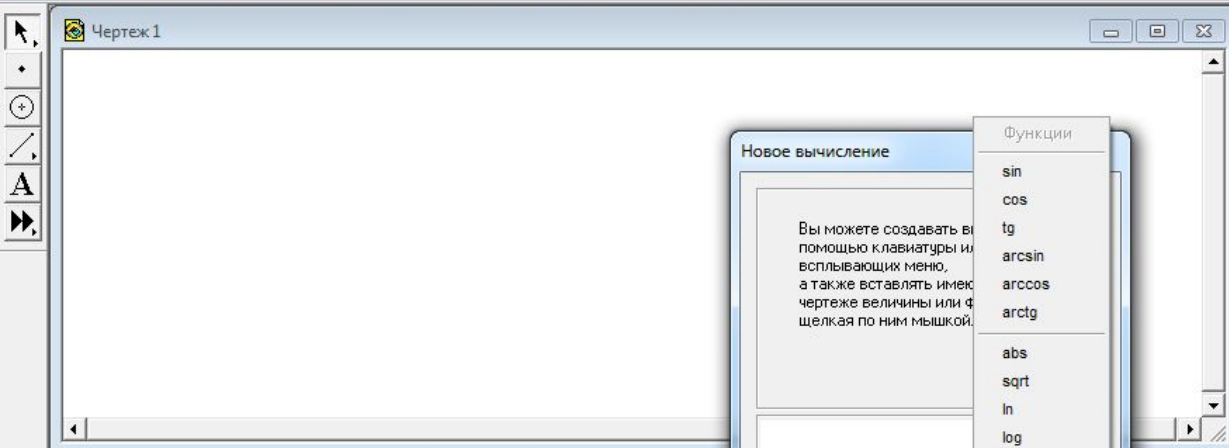 Чертеж 1
A
Новое вычисление
Вы можете создавать
помощью клавиатуры
всплывающих меню,
а также вставлять
чертеже величины или
щелкая по ним мышкой.
Функции
sin
cos
tg
arcsin
arccos
arctg
abs
sqrt
ln
log